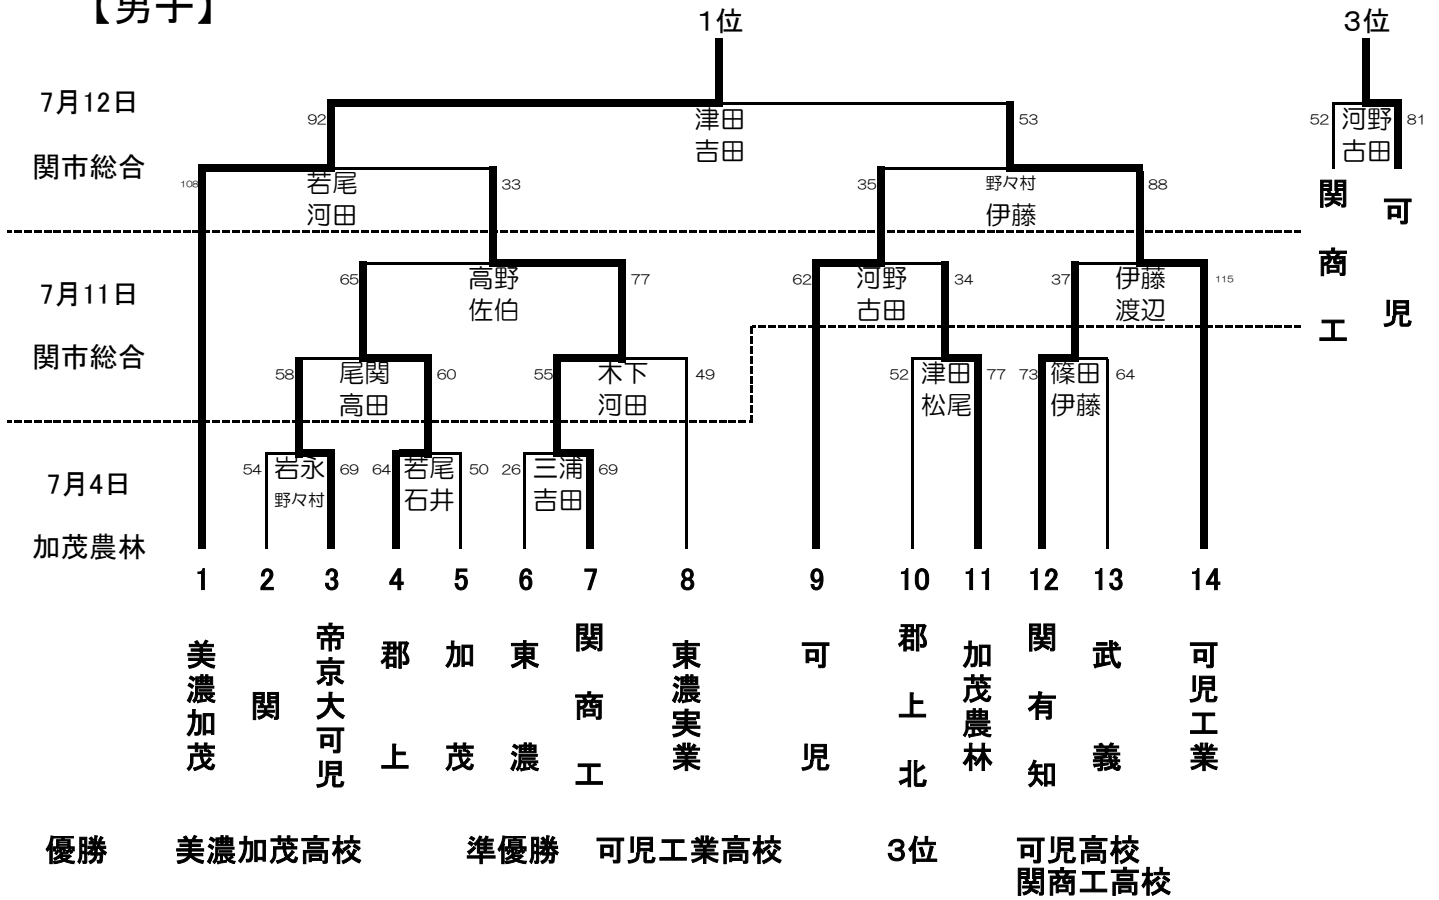 【男子】
1位
3位
7月12日
92
津田
53
52
河野
81
吉田
古田
関市総合
108
若尾
33
35
野々村
88
河田
伊藤
関商工
可児
7月11日
65
高野
77
62
河野
34
37
伊藤
115
佐伯
古田
渡辺
関市総合
58
尾関
60
55
木下
49
52
津田
77
73
篠田
64
高田
河田
松尾
伊藤
7月4日
54
岩永
69
64
若尾
50
26
三浦
69
野々村
石井
吉田
加茂農林
1 2 3 4 5 6 7 8 9 10 11 12 13 14
美濃加茂
関
帝京大可児
郡上
加茂
東濃
関商工
東濃実業
可児
郡上北
加茂農林
関有知
武義
可児工業
優勝 美濃加茂高校 準優勝 可児工業高校 3位 可児高校
関商工高校